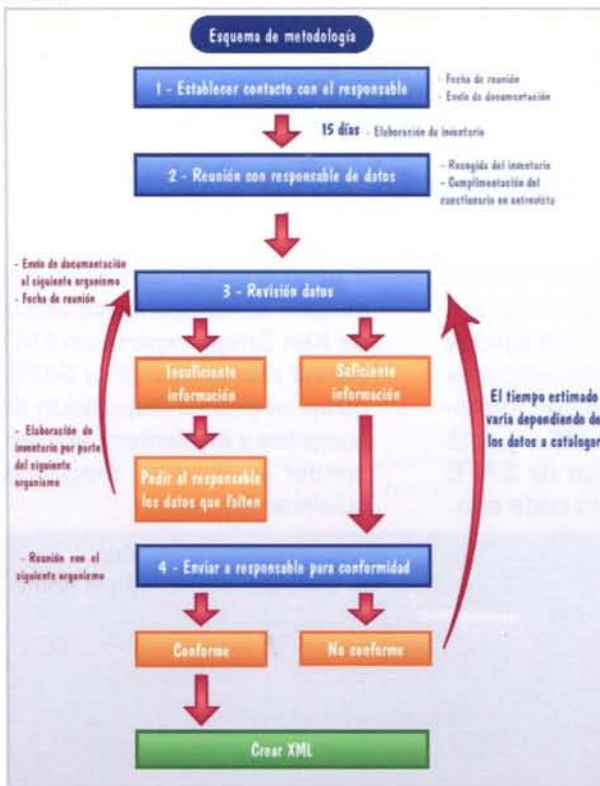 Esquema de metodología
1 - Establecer contacto con el responsable
- Fecha de reunión
- Envío de documentación
15 días - Elaboración de inventario
2 - Reunión con responsable de datos
- Recogida del inventario
- Cumplimentación del
cuestionario en entrevista
- Envío de documentación
al siguiente organismo
- Fecha de reunión
3 - Revisión datos
Insuficiente
información
Suficiente
información
El tiempo estimado
varía dependiendo de
los datos a catalogar
- Elaboración de
inventario por parte
del siguiente
organismo
Pedir al responsable
los datos que falten
- Reunión con el
siguiente organismo
4 - Enviar a responsable para conformidad
Conforme
No conforme
Crear XML